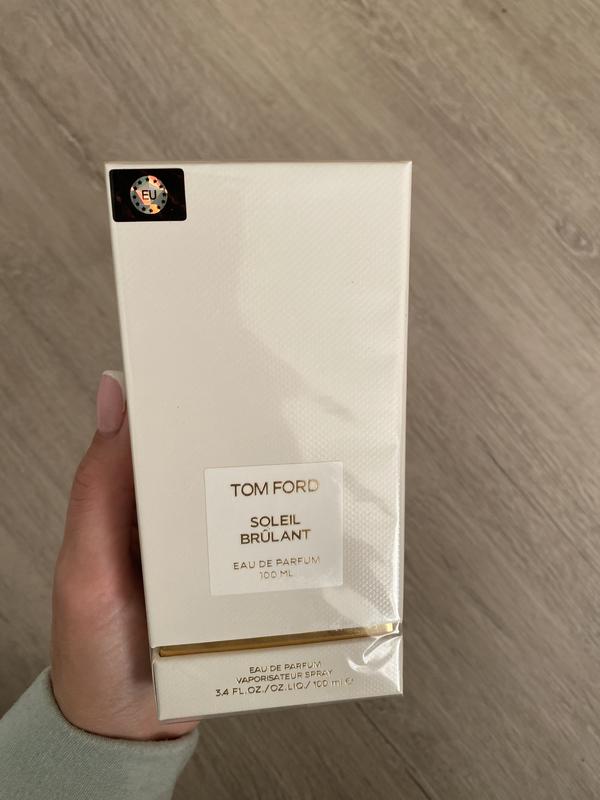 EU
TOM FORD
SOLEIL
BRÛLANT
EAU DE PARFUM
100 ML
EAU DE PARFUM
VAPORISATEUR SPRAY
3.4 FL.OZ./OZ.LIQ./ 100 ml ℮